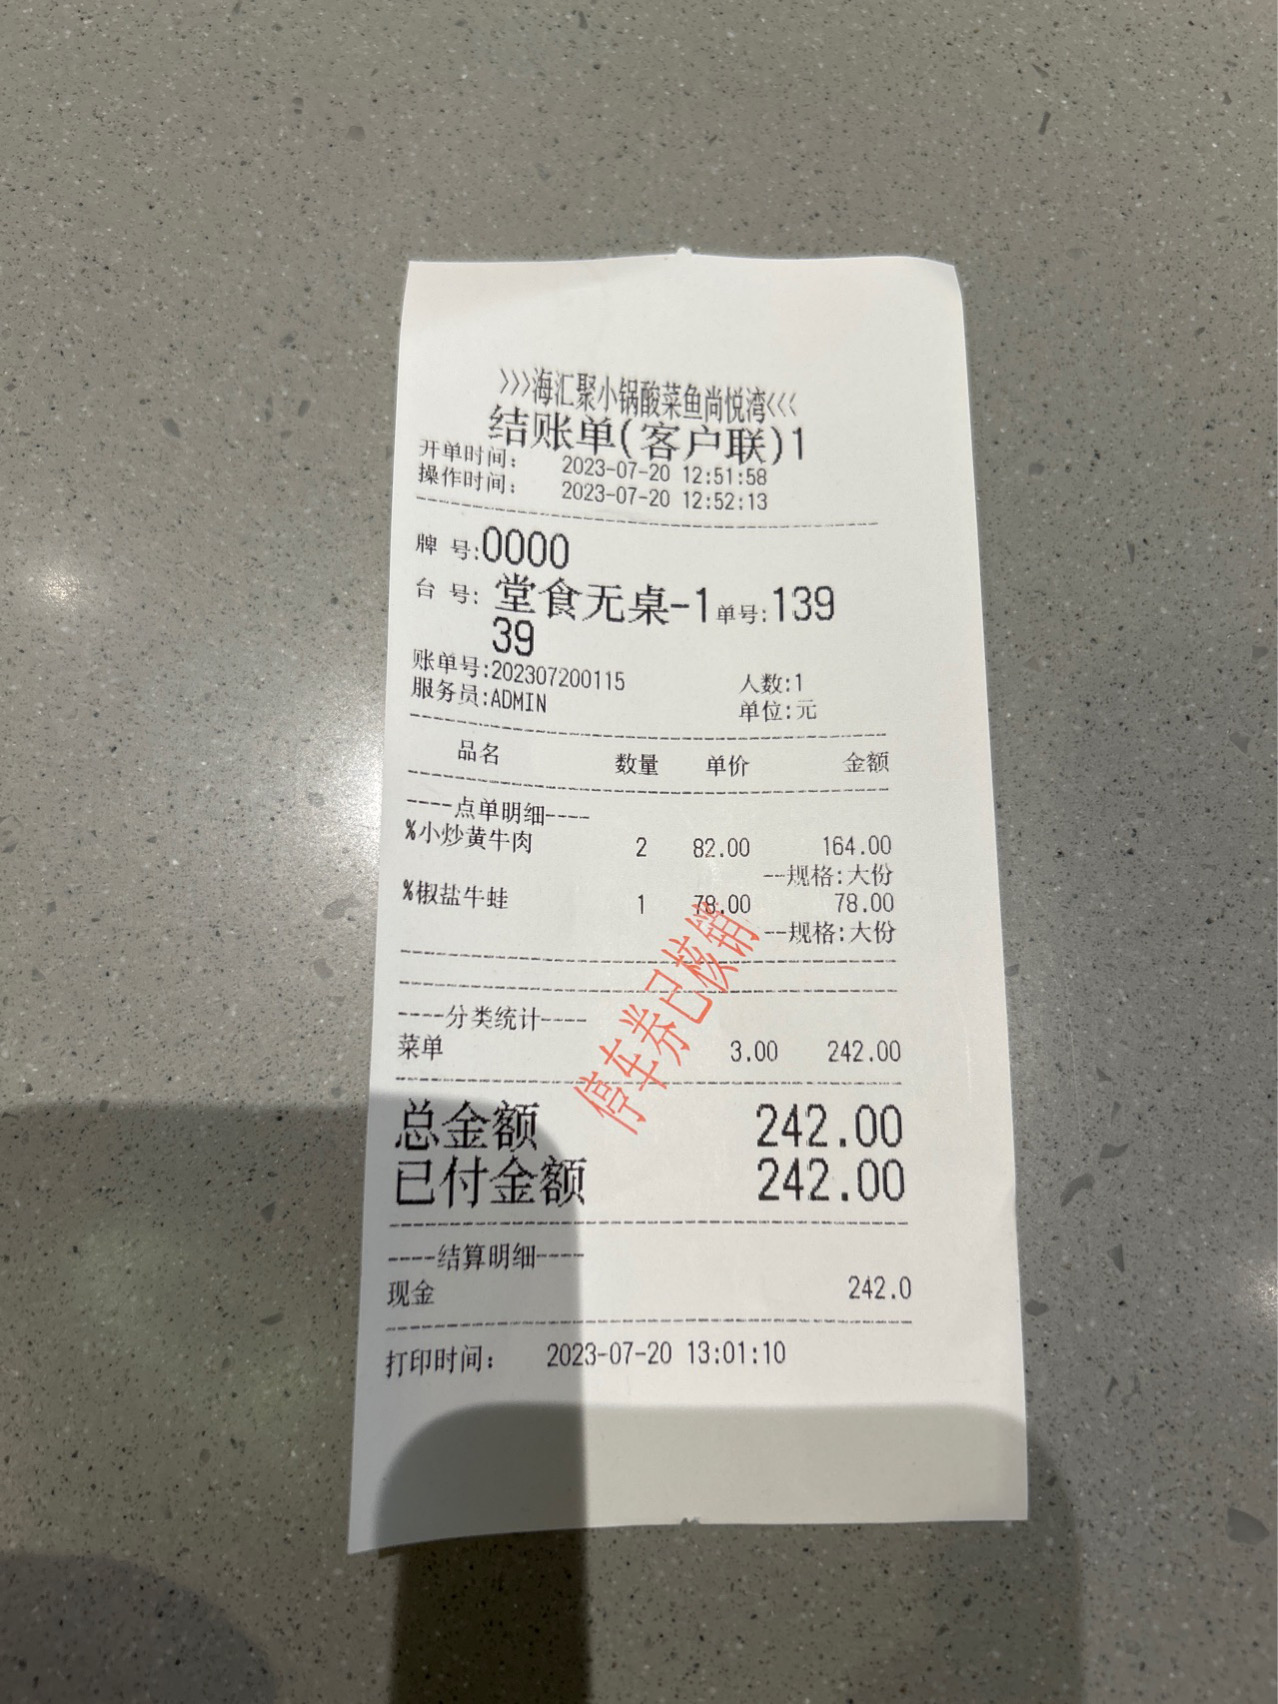 >>>海汇聚小锅酸菜鱼尚悦湾<<<
结账单(客户联)1
开单时间: 2023-07-20 12:51:58
操作时间: 2023-07-20 12:52:13
牌 号:0000
台 号: 堂食无桌-1单号:139
39
账单号:202307200115 人数:1
服务员:ADMIN 单位:元
品名 数量 单价 金额
----点单明细----
%小炒黄牛肉 2 82.00 164.00
--规格:大份
%椒盐牛蛙 1 78.00 78.00
--规格:大份
停车券已核销
----分类统计----
菜单 3.00 242.00
总金额 242.00
已付金额 242.00
----结算明细----
现金 242.0
打印时间: 2023-07-20 13:01:10